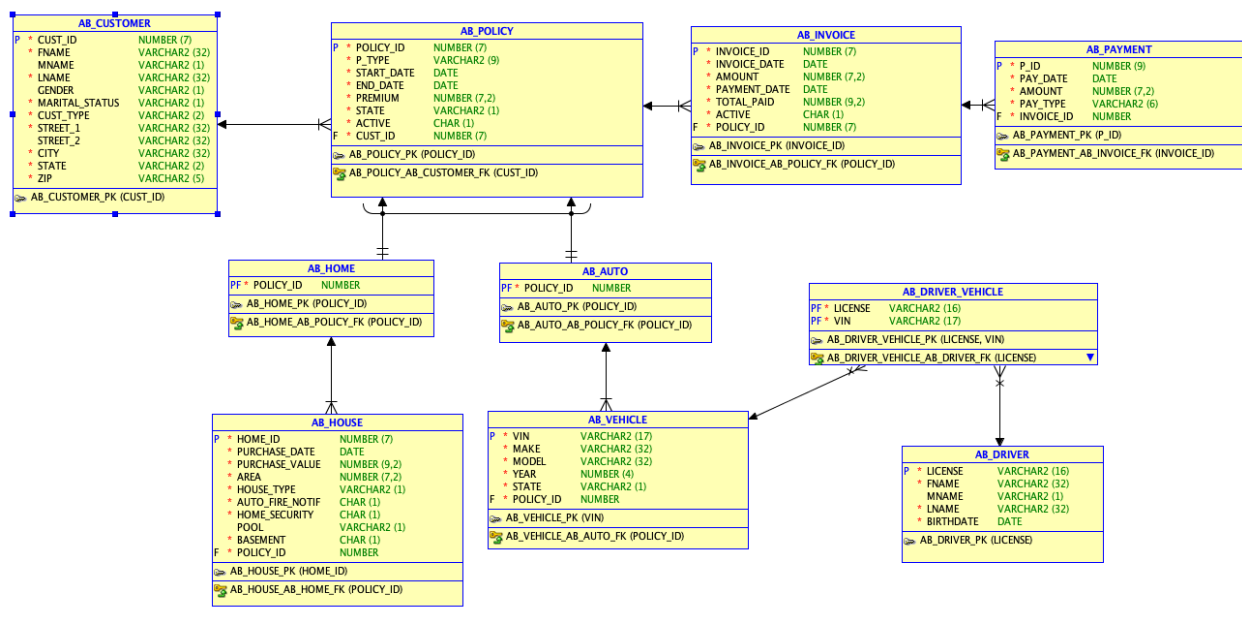 AB_CUSTOMER
P * CUST_ID NUMBER (7)
* FNAME VARCHAR2 (32)
MNAME VARCHAR2 (1)
* LNAME VARCHAR2 (32)
GENDER VARCHAR2 (1)
* MARITAL_STATUS VARCHAR2 (1)
* CUST_TYPE VARCHAR2 (2)
* STREET_1 VARCHAR2 (32)
STREET_2 VARCHAR2 (32)
* CITY VARCHAR2 (32)
* STATE VARCHAR2 (2)
* ZIP VARCHAR2 (5)
AB_CUSTOMER_PK (CUST_ID)
AB_POLICY
P * POLICY_ID NUMBER (7)
* P_TYPE VARCHAR2 (9)
* START_DATE DATE
* END_DATE DATE
* PREMIUM NUMBER (7,2)
* STATE VARCHAR2 (1)
* ACTIVE CHAR (1)
F * CUST_ID NUMBER (7)
AB_POLICY_PK (POLICY_ID)
AB_POLICY_AB_CUSTOMER_FK (CUST_ID)
AB_INVOICE
P * INVOICE_ID NUMBER (7)
* INVOICE_DATE DATE
* AMOUNT NUMBER (7,2)
* PAYMENT_DATE DATE
* TOTAL_PAID NUMBER (9,2)
* ACTIVE CHAR (1)
F * POLICY_ID NUMBER (7)
AB_INVOICE_PK (INVOICE_ID)
AB_INVOICE_AB_POLICY_FK (POLICY_ID)
AB_PAYMENT
P * P_ID NUMBER (9)
* PAY_DATE DATE
* AMOUNT NUMBER (7,2)
* PAY_TYPE VARCHAR2 (6)
F * INVOICE_ID NUMBER
AB_PAYMENT_PK (P_ID)
AB_PAYMENT_AB_INVOICE_FK (INVOICE_ID)
AB_HOME
PF * POLICY_ID NUMBER
AB_HOME_PK (POLICY_ID)
AB_HOME_AB_POLICY_FK (POLICY_ID)
AB_AUTO
PF * POLICY_ID NUMBER
AB_AUTO_PK (POLICY_ID)
AB_AUTO_AB_POLICY_FK (POLICY_ID)
AB_DRIVER_VEHICLE
PF * LICENSE VARCHAR2 (16)
PF * VIN VARCHAR2 (17)
AB_DRIVER_VEHICLE_PK (LICENSE, VIN)
AB_DRIVER_VEHICLE_AB_DRIVER_FK (LICENSE)
AB_HOUSE
P * HOME_ID NUMBER (7)
* PURCHASE_DATE DATE
* PURCHASE_VALUE NUMBER (9,2)
* AREA NUMBER (7,2)
* HOUSE_TYPE VARCHAR2 (1)
* AUTO_FIRE_NOTIF CHAR (1)
* HOME_SECURITY CHAR (1)
POOL VARCHAR2 (1)
* BASEMENT CHAR (1)
F * POLICY_ID NUMBER
AB_HOUSE_PK (HOME_ID)
AB_HOUSE_AB_HOME_FK (POLICY_ID)
AB_VEHICLE
P * VIN VARCHAR2 (17)
* MAKE VARCHAR2 (32)
* MODEL VARCHAR2 (32)
* YEAR NUMBER (4)
* STATE VARCHAR2 (1)
F * POLICY_ID NUMBER
AB_VEHICLE_PK (VIN)
AB_VEHICLE_AB_AUTO_FK (POLICY_ID)
AB_DRIVER
P * LICENSE VARCHAR2 (16)
* FNAME VARCHAR2 (32)
MNAME VARCHAR2 (1)
* LNAME VARCHAR2 (32)
* BIRTHDATE DATE
AB_DRIVER_PK (LICENSE)